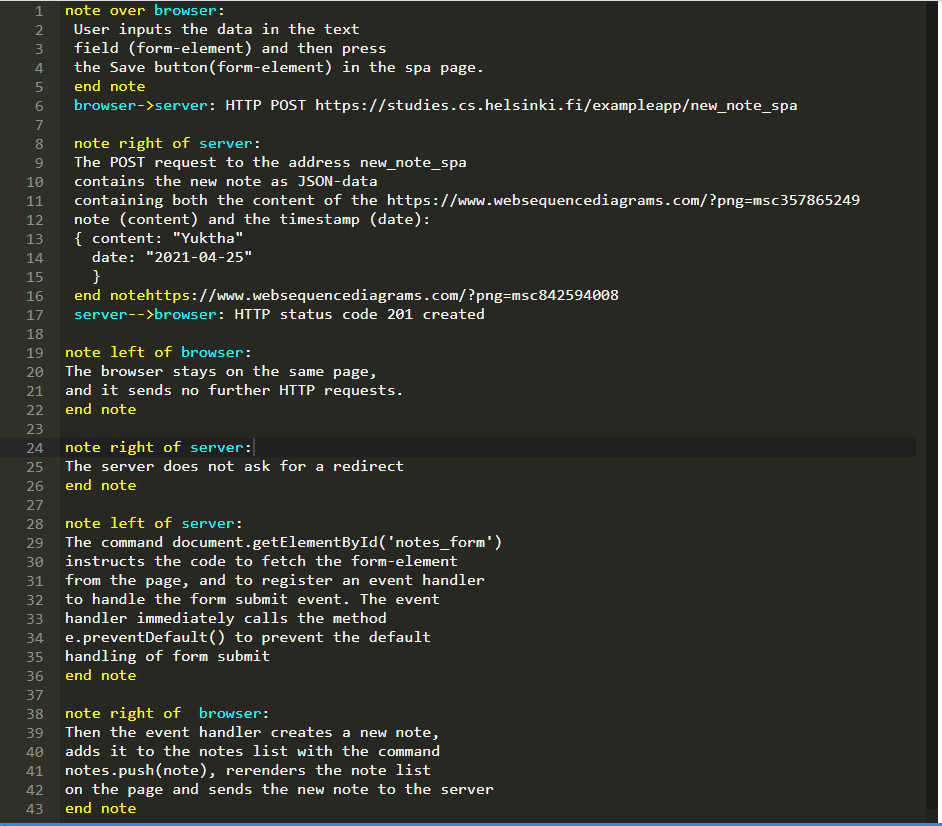 1 note over browser:
2 User inputs the data in the text
3 field (form-element) and then press
4 the Save button(form-element) in the spa page.
5 end note
6 browser->server: HTTP POST https://studies.cs.helsinki.fi/exampleapp/new_note_spa
7
8 note right of server:
9 The POST request to the address new_note_spa
10 contains the new note as JSON-data
11 containing both the content of the https://www.websequencediagrams.com/?png=msc357865249
12 note (content) and the timestamp (date):
13 { content: "Yuktha"
14 date: "2021-04-25"
15 }
16 end notehttps://www.websequencediagrams.com/?png=msc842594008
17 server-->browser: HTTP status code 201 created
18
19 note left of browser:
20 The browser stays on the same page,
21 and it sends no further HTTP requests.
22 end note
23
24 note right of server:
25 The server does not ask for a redirect
26 end note
27
28 note left of server:
29 The command document.getElementById('notes_form')
30 instructs the code to fetch the form-element
31 from the page, and to register an event handler
32 to handle the form submit event. The event
33 handler immediately calls the method
34 e.preventDefault() to prevent the default
35 handling of form submit
36 end note
37
38 note right of  browser:
39 Then the event handler creates a new note,
40 adds it to the notes list with the command
41 notes.push(note), rerenders the note list
42 on the page and sends the new note to the server
43 end note